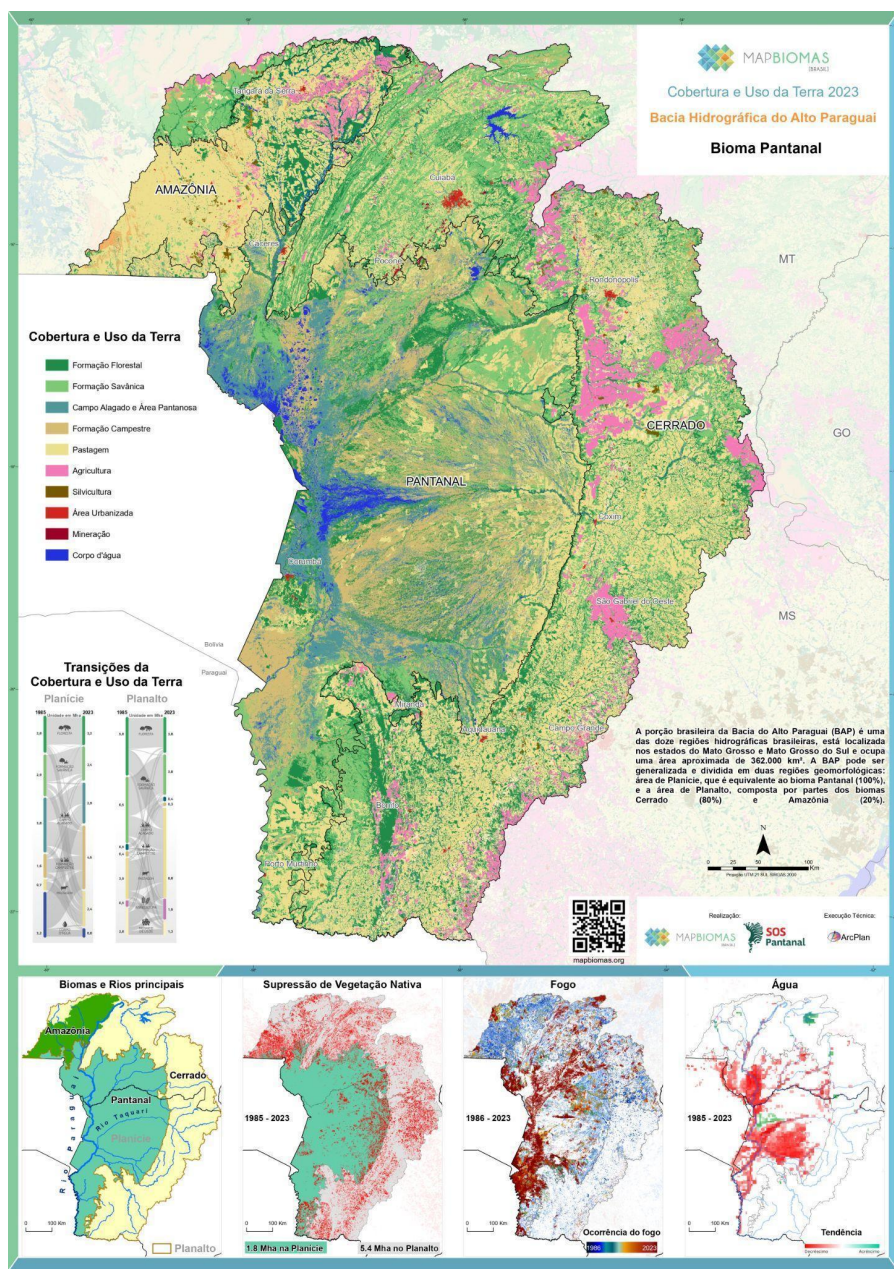 MAPBIOMAS
[BRASIL]
Cobertura e Uso da Terra 2023
Bacia Hidrográfica do Alto Paraguai
Bioma Pantanal
Tangará da Serra
AMAZÔNIA
Cuiabá
Cáceres
Poconé
Rondonópolis
MT
CERRADO
GO
PANTANAL
Coxim
Corumbá
São Gabriel do Oeste
MS
Bolívia
Paraguai
Miranda
Aquidauana
Campo Grande
Bonito
Porto Murtinho
Cobertura e Uso da Terra
Formação Florestal
Formação Savânica
Campo Alagado e Área Pantanosa
Formação Campestre
Pastagem
Agricultura
Silvicultura
Área Urbanizada
Mineração
Corpo d'água
Transições da
Cobertura e Uso da Terra
Planície
Planalto
1985 2023
1985 2023
A porção brasileira da Bacia do Alto Paraguai (BAP) é uma
das doze regiões hidrográficas brasileiras, está localizada
nos estados do Mato Grosso e Mato Grosso do Sul e ocupa
uma área aproximada de 362.000 km². A BAP pode ser
generalizada e dividida em duas regiões geomorfológicas:
área de Planície, que é equivalente ao bioma Pantanal (100%),
e a área de Planalto, composta por partes dos biomas
Cerrado (80%) e Amazônia (20%).
N
0 25 50 100
Km
mapbiomas.org
Realização:
MAPBIOMAS
SOS
Pantanal
Execução Técnica:
ArcPlan
Biomas e Rios principais
Amazônia
Cerrado
Pantanal
Rio Taquari
Planície
Rio Paraguai
0 100 Km
Planalto
Supressão de Vegetação Nativa
1985 - 2023
0 100 Km
1.8 Mha na Planície
5.4 Mha no Planalto
Fogo
1986 - 2023
0 100 Km
Ocorrência do fogo
1986
2023
Água
1985 - 2023
0 100 Km
Tendência
Decréscimo
Acréscimo